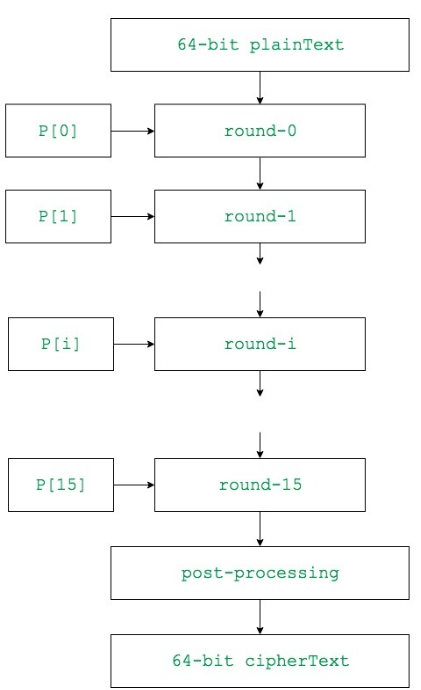 64-bit plainText
P[0]
round-0
P[1]
round-1
P[i]
round-i
P[15]
round-15
post-processing
64-bit cipherText